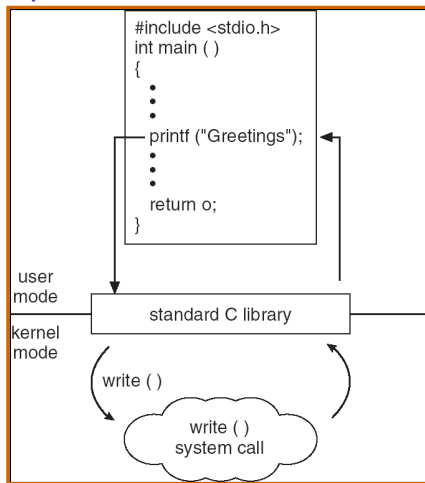 #include <stdio.h>
int main ( )
{
•
•
•
printf ("Greetings");
•
•
•
return o;
}
user
mode
standard C library
kernel
mode
write ( )
write ( )
system call